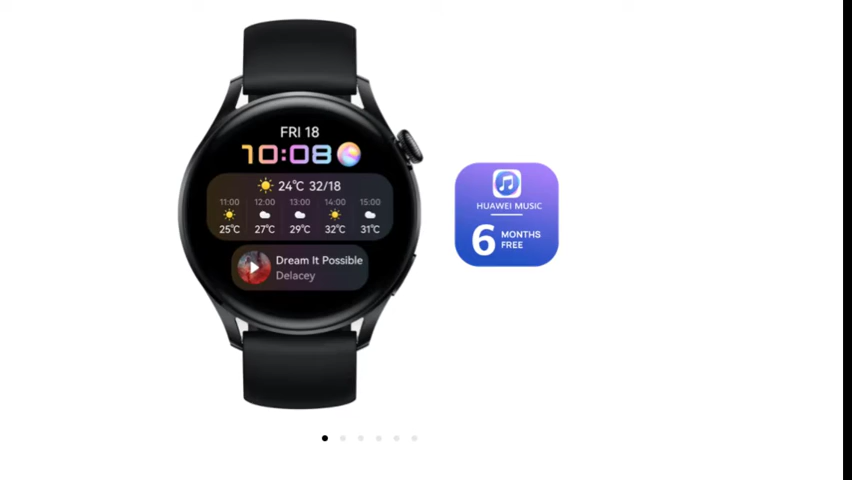 FRI 18
10:08
24℃ 32/18
11:00 12:00 13:00 14:00 15:00
25℃ 27℃ 29℃ 32℃ 31℃
Dream It Possible
Delacey
HUAWEI MUSIC
6 MONTHS
FREE